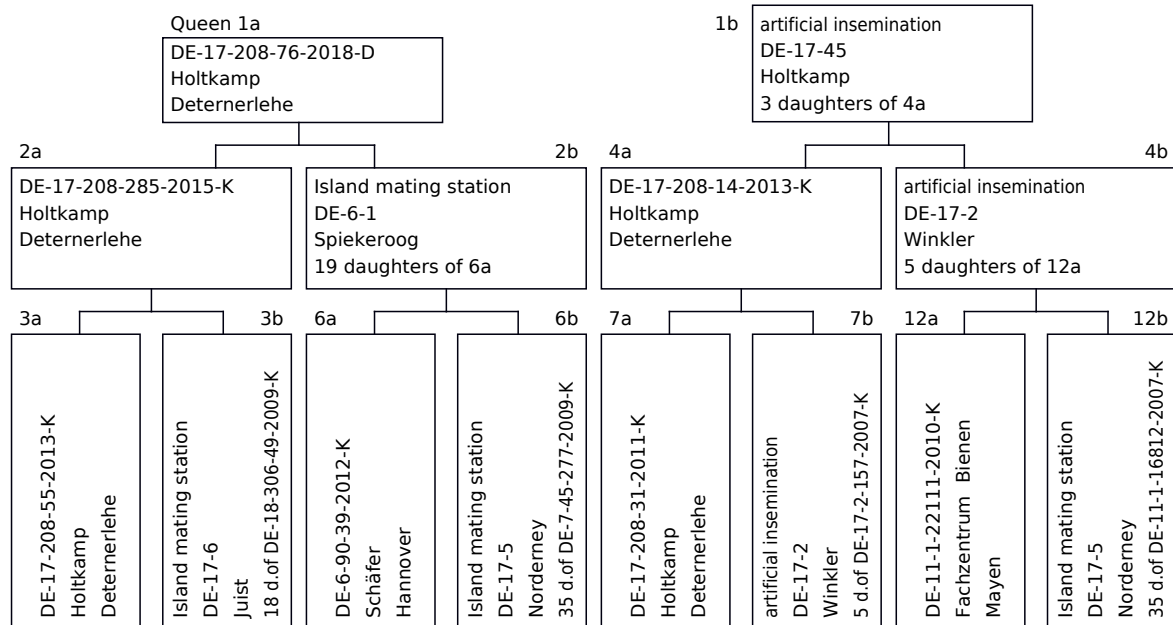 Queen 1a
DE-17-208-76-2018-D
Holtkamp
Deternerlehe
1b
artificial insemination
DE-17-45
Holtkamp
3 daughters of 4a
2a
DE-17-208-285-2015-K
Holtkamp
Deternerlehe
2b
Island mating station
DE-6-1
Spiekeroog
19 daughters of 6a
4a
DE-17-208-14-2013-K
Holtkamp
Deternerlehe
4b
artificial insemination
DE-17-2
Winkler
5 daughters of 12a
3a
DE-17-208-55-2013-K
Holtkamp
Deternerlehe
3b
Island mating station
DE-17-6
Juist
18 d.of DE-18-306-49-2009-K
6a
DE-6-90-39-2012-K
Schäfer
Hannover
6b
Island mating station
DE-17-5
Norderney
35 d.of DE-7-45-277-2009-K
7a
DE-17-208-31-2011-K
Holtkamp
Deternerlehe
7b
artificial insemination
DE-17-2
Winkler
5 d.of DE-17-2-157-2007-K
12a
DE-11-1-22111-2010-K
Fachzentrum Bienen
Mayen
12b
Island mating station
DE-17-5
Norderney
35 d.of DE-11-1-16812-2007-K